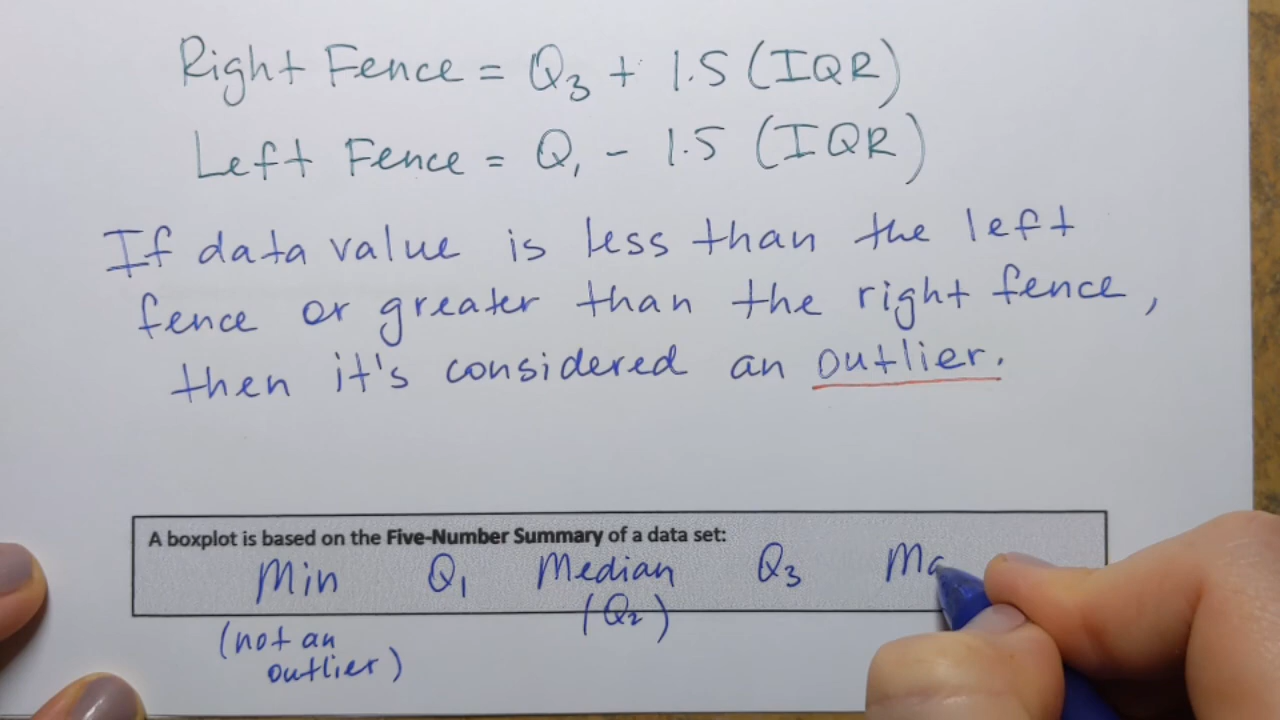 Right Fence = Q3 + 1.5 (IQR)
Left Fence = Q1 - 1.5 (IQR)
If data value is less than the left
fence or greater than the right fence,
then it's considered an outlier.
A boxplot is based on the Five-Number Summary of a data set:
Min Q1 Median Q3 Ma
(Q2)
(not an
outlier)